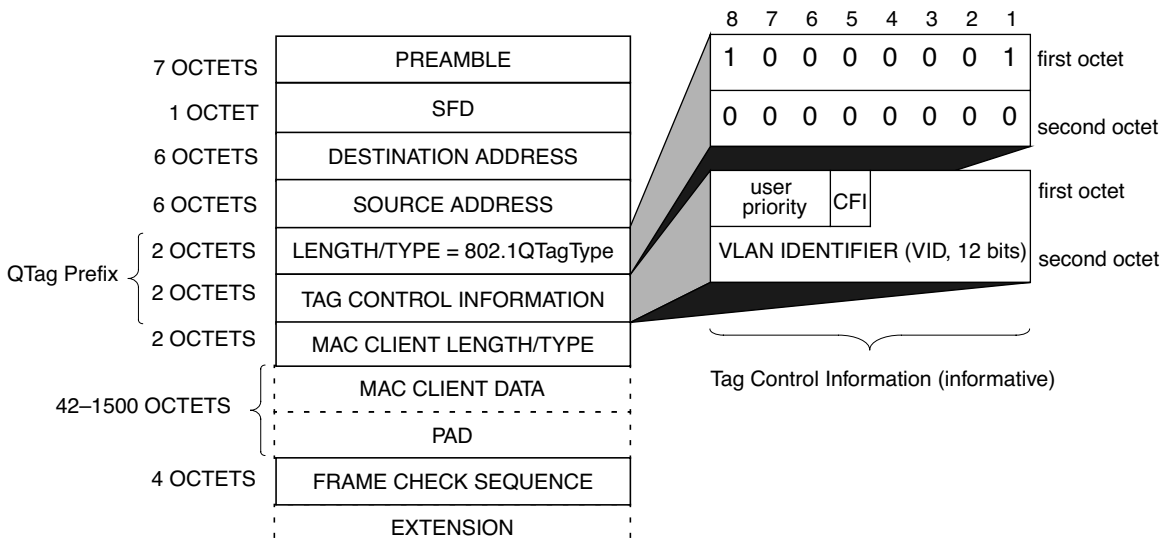 8 7 6 5 4 3 2 1
7 OCTETS PREAMBLE 1 0 0 0 0 0 0 1 first octet
1 OCTET SFD 0 0 0 0 0 0 0 0 second octet
6 OCTETS DESTINATION ADDRESS
6 OCTETS SOURCE ADDRESS user priority CFI first octet
QTag Prefix
2 OCTETS LENGTH/TYPE = 802.1QTagType VLAN IDENTIFIER (VID, 12 bits) second octet
2 OCTETS TAG CONTROL INFORMATION
2 OCTETS MAC CLIENT LENGTH/TYPE
Tag Control Information (informative)
42–1500 OCTETS MAC CLIENT DATA
PAD
4 OCTETS FRAME CHECK SEQUENCE
EXTENSION